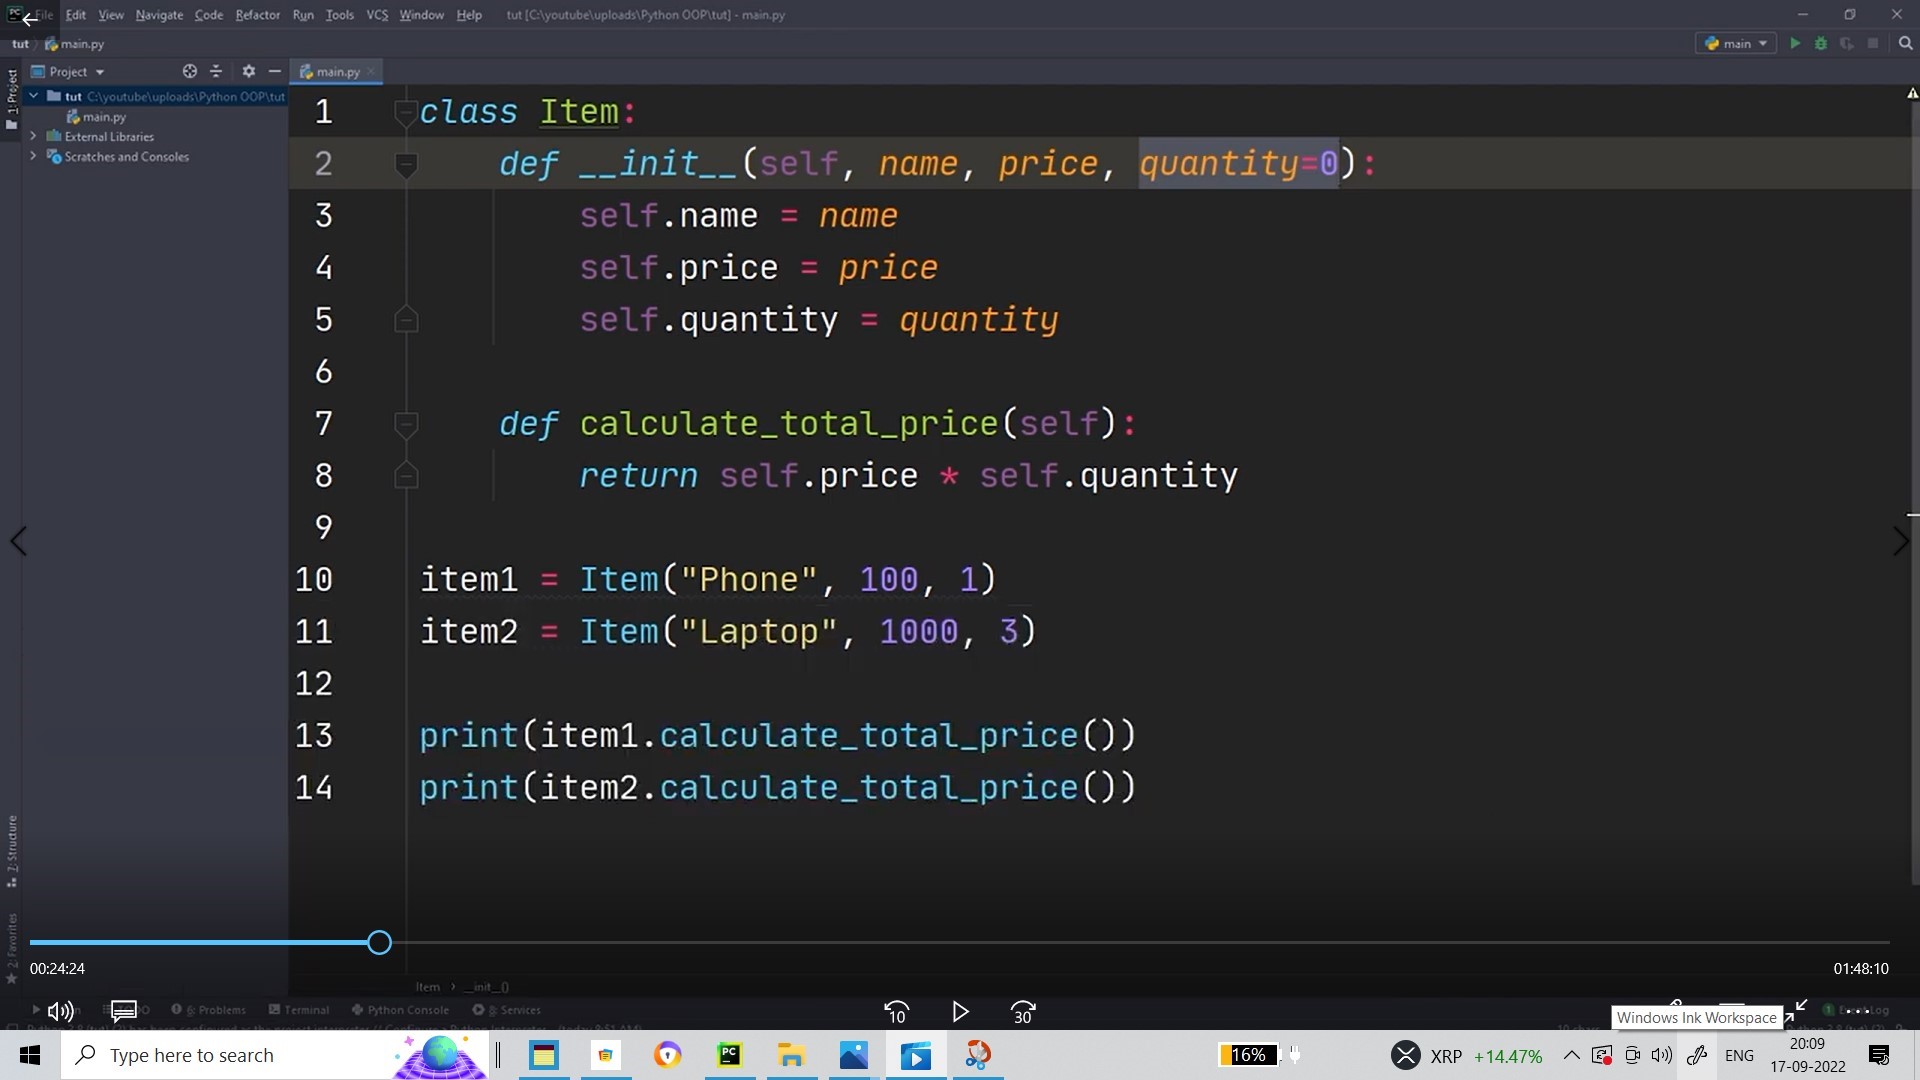 File Edit View Navigate Code Refactor Run Tools VCS Window Help tut [C:\youtube\uploads\Python OOP\tut] - main.py
tut main.py main
Project main.py
1: Project
tut C:\youtube\uploads\Python OOP\tut
main.py
External Libraries
Scratches and Consoles
1 class Item:
2 def __init__(self, name, price, quantity=0):
3 self.name = name
4 self.price = price
5 self.quantity = quantity
6
7 def calculate_total_price(self):
8 return self.price * self.quantity
9
10 item1 = Item("Phone", 100, 1)
11 item2 = Item("Laptop", 1000, 3)
12
13 print(item1.calculate_total_price())
14 print(item2.calculate_total_price())
7: Structure
2: Favorites
00:24:24 01:48:10
Item > __init__()
6: Problems Terminal Python Console 8: Services
10 30
Windows Ink Workspace
Type here to search 16% XRP +14.47% ENG 20:09
17-09-2022